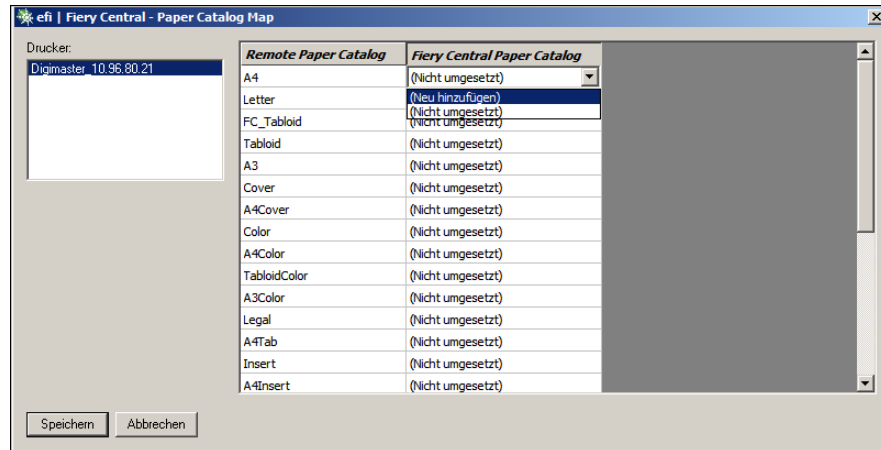 efi | Fiery Central - Paper Catalog Map
Drucker:
Digimaster_10.96.80.21
Remote Paper Catalog Fiery Central Paper Catalog
A4 (Nicht umgesetzt)
(Neu hinzufügen)
(Nicht umgesetzt)
Letter
FC_Tabloid (Nicht umgesetzt)
Tabloid (Nicht umgesetzt)
A3 (Nicht umgesetzt)
Cover (Nicht umgesetzt)
A4Cover (Nicht umgesetzt)
Color (Nicht umgesetzt)
A4Color (Nicht umgesetzt)
TabloidColor (Nicht umgesetzt)
A3Color (Nicht umgesetzt)
Legal (Nicht umgesetzt)
A4Tab (Nicht umgesetzt)
Insert (Nicht umgesetzt)
A4Insert (Nicht umgesetzt)
Speichern Abbrechen